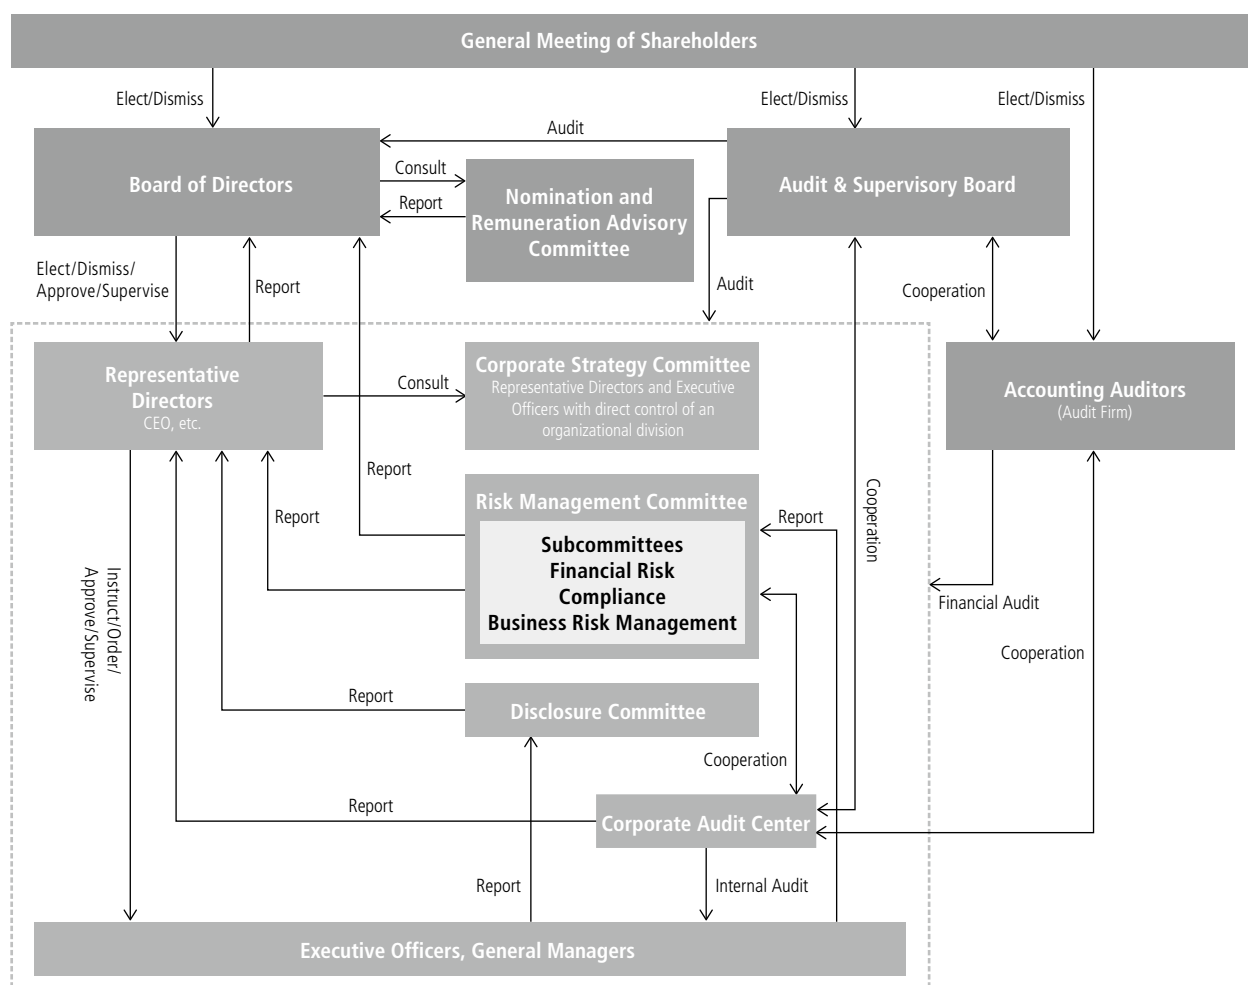 General Meeting of Shareholders
Elect/Dismiss
Elect/Dismiss
Elect/Dismiss
Audit
Board of Directors
Consult
Report
Nomination and
Remuneration Advisory
Committee
Audit & Supervisory Board
Elect/Dismiss/
Approve/Supervise
Report
Audit
Cooperation
Representative
Directors
CEO, etc.
Consult
Corporate Strategy Committee
Representative Directors and Executive
Officers with direct control of an
organizational division
Accounting Auditors
(Audit Firm)
Report
Report
Risk Management Committee
Subcommittees
Financial Risk
Compliance
Business Risk Management
Report
Cooperation
Financial Audit
Cooperation
Instruct/Order/
Approve/Supervise
Report
Disclosure Committee
Cooperation
Report
Corporate Audit Center
Report
Internal Audit
Executive Officers, General Managers